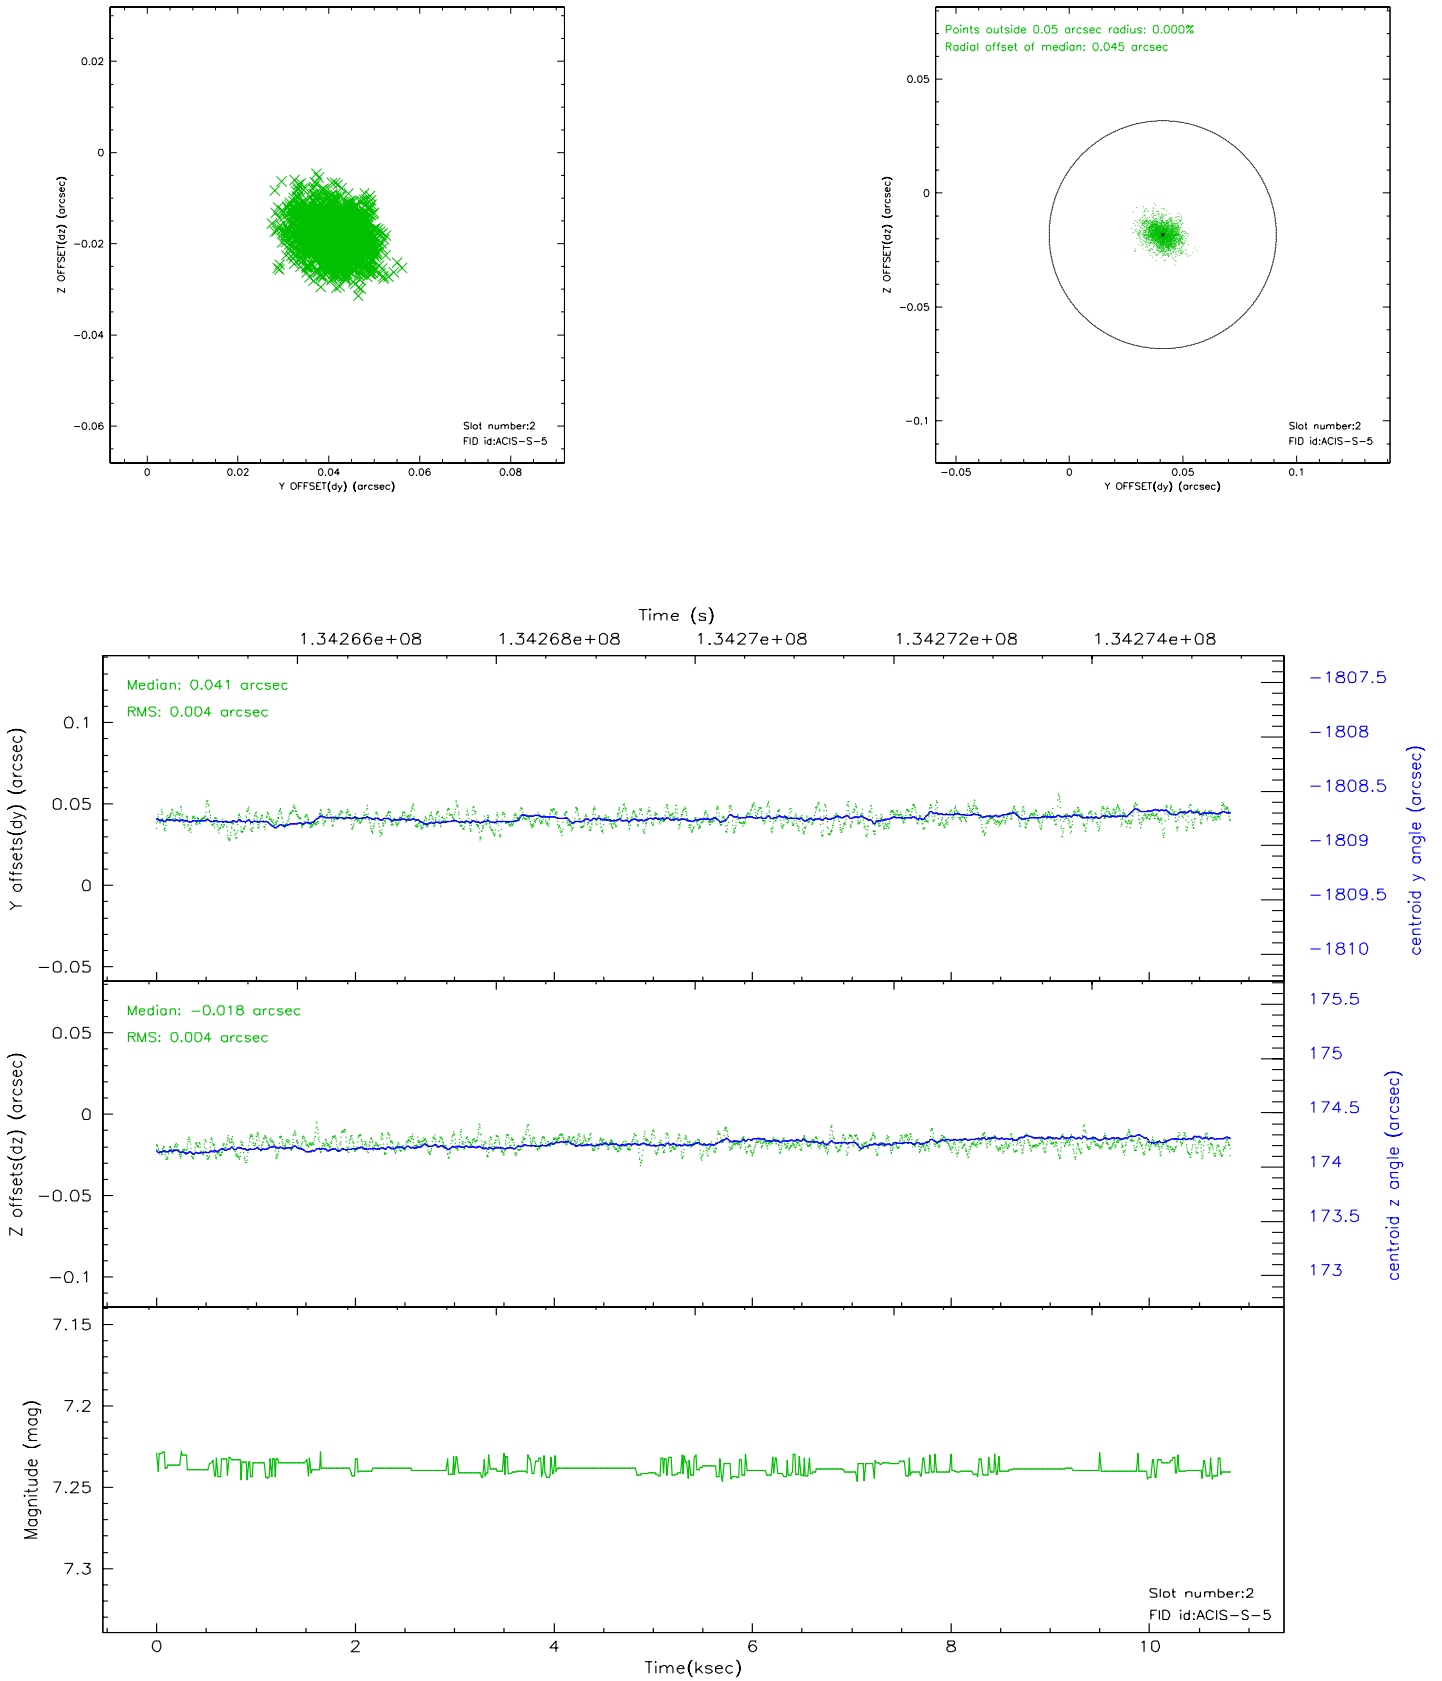 0.02
0
−0.02
−0.04
−0.06
Z OFFSET(dz) (arcsec)
Slot number:2
FID id:ACIS−S−5
0 0.02 0.04 0.06 0.08
Y OFFSET(dy) (arcsec)
Points outside 0.05 arcsec radius: 0.000%
Radial offset of median: 0.045 arcsec
0.05
0
−0.05
−0.1
Z OFFSET(dz) (arcsec)
Slot number:2
FID id:ACIS−S−5
−0.05 0 0.05 0.1
Y OFFSET(dy) (arcsec)
Time (s)
1.34266e+08 1.34268e+08 1.3427e+08 1.34272e+08 1.34274e+08
Median: 0.041 arcsec
RMS: 0.004 arcsec
0.1
0.05
0
−0.05
Y offsets(dy) (arcsec)
−1807.5
−1808
−1808.5
−1809
−1809.5
−1810
centroid y angle (arcsec)
Median: −0.018 arcsec
RMS: 0.004 arcsec
0.05
0
−0.05
−0.1
Z offsets(dz) (arcsec)
175.5
175
174.5
174
173.5
173
centroid z angle (arcsec)
7.15
7.2
7.25
7.3
Magnitude (mag)
Slot number:2
FID id:ACIS−S−5
0 2 4 6 8 10
Time(ksec)